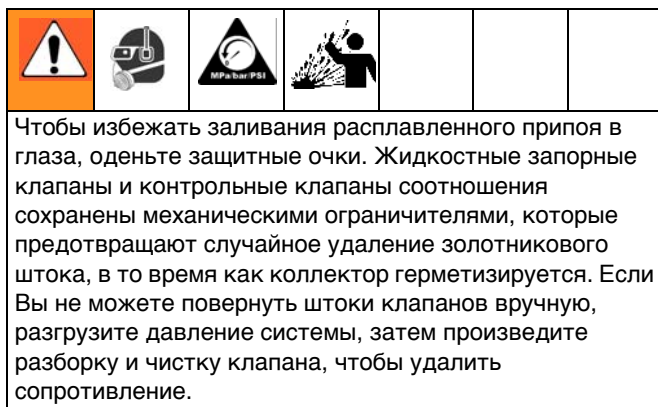 MPa/bar/PSI
Чтобы избежать заливания расплавленного припоя в
глаза, оденьте защитные очки. Жидкостные запорные
клапаны и контрольные клапаны соотношения
сохранены механическими ограничителями, которые
предотвращают случайное удаление золотникового
штока, в то время как коллектор герметизируется. Если
Вы не можете повернуть штоки клапанов вручную,
разгрузите давление системы, затем произведите
разборку и чистку клапана, чтобы удалить
сопротивление.